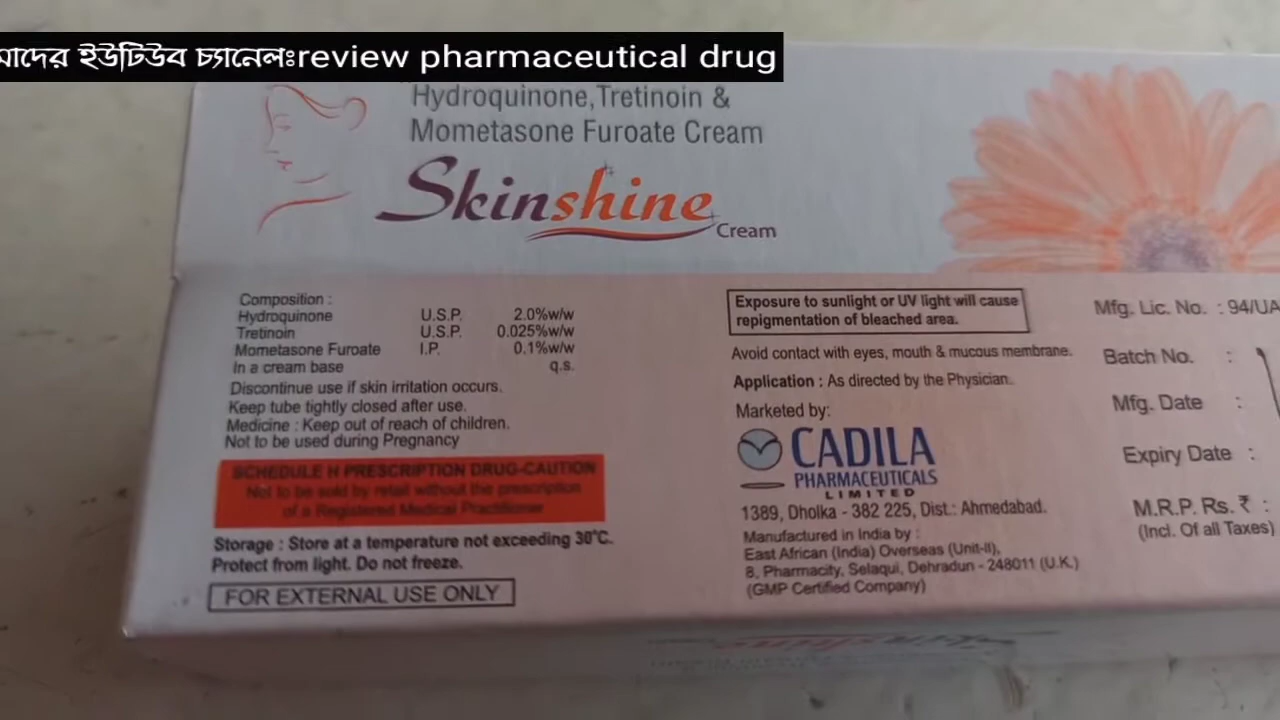 মাদের ইউটিউব চ্যানেলঃreview pharmaceutical drug
Hydroquinone, Tretinoin &
Mometasone Furoate Cream
Skinshine
Cream
Composition :
Hydroquinone U.S.P. 2.0%w/w
Tretinoin U.S.P. 0.025%w/w
Mometasone Furoate I.P. 0.1%w/w
In a cream base q.s.
Discontinue use if skin irritation occurs.
Keep tube tightly closed after use.
Medicine : Keep out of reach of children.
Not to be used during Pregnancy
SCHEDULE H PRESCRIPTION DRUG-CAUTION
Not to be sold by retail without the prescription
of a Registered Medical Practitioner
Storage : Store at a temperature not exceeding 30°C.
Protect from light. Do not freeze.
FOR EXTERNAL USE ONLY
Exposure to sunlight or UV light will cause
repigmentation of bleached area.
Avoid contact with eyes, mouth & mucous membrane.
Application : As directed by the Physician.
Marketed by:
CADILA
PHARMACEUTICALS
LIMITED
1389, Dholka - 382 225, Dist.: Ahmedabad.
Manufactured in India by :
East African (India) Overseas (Unit-II),
8, Pharmacity, Selaqui, Dehradun - 248011 (U.K.)
(GMP Certified Company)
Mfg. Lic. No. : 94/UA
Batch No. :
Mfg. Date :
Expiry Date :
M.R.P. Rs. ₹ :
(Incl. Of all Taxes)